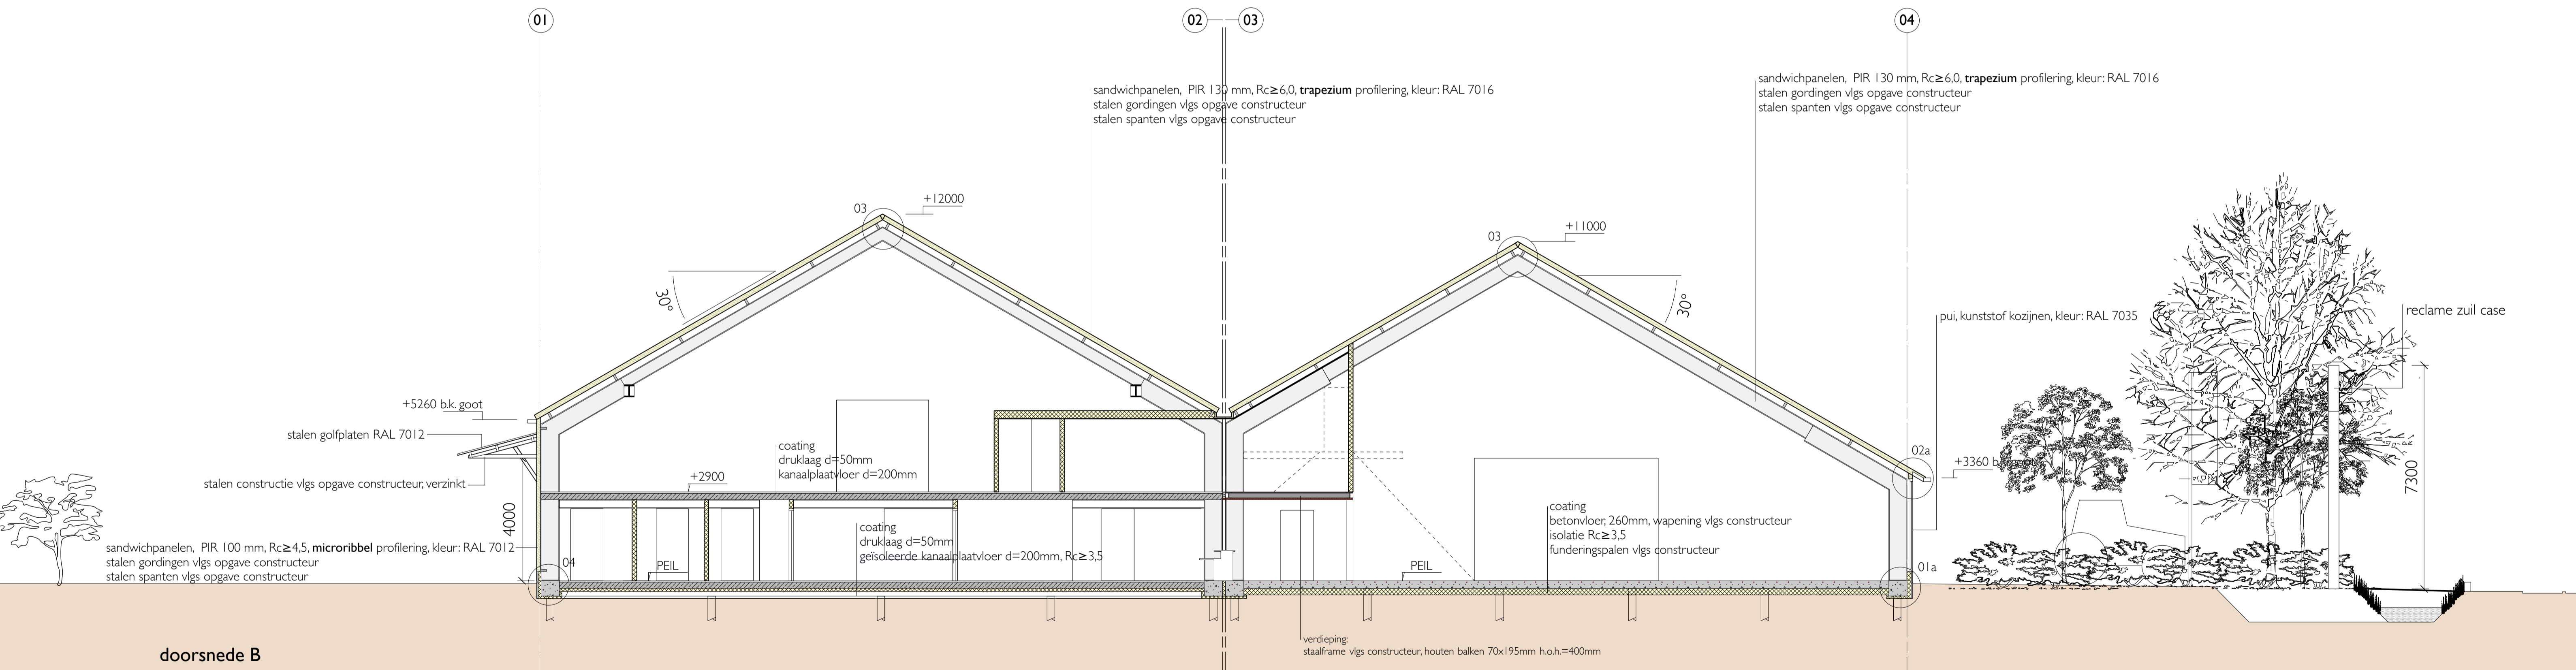 01
02
03
04
sandwichpanelen, PIR 130 mm, Rc≥6,0, trapezium profilering, kleur: RAL 7016
stalen gordingen vlgs opgave constructeur
stalen spanten vlgs opgave constructeur
sandwichpanelen, PIR 130 mm, Rc≥6,0, trapezium profilering, kleur: RAL 7016
stalen gordingen vlgs opgave constructeur
stalen spanten vlgs opgave constructeur
03
+12000
03
+11000
30°
30°
pui, kunststof kozijnen, kleur: RAL 7035
reclame zuil case
+5260 b.k. goot
stalen golfplaten RAL 7012
stalen constructie vlgs opgave constructeur, verzinkt
4000
sandwichpanelen, PIR 100 mm, Rc≥4,5, microribbel profilering, kleur: RAL 7012
stalen gordingen vlgs opgave constructeur
stalen spanten vlgs opgave constructeur
04
+2900
coating
druklaag d=50mm
kanaalplaatvloer d=200mm
coating
druklaag d=50mm
geïsoleerde kanaalplaatvloer d=200mm, Rc≥3,5
PEIL
PEIL
coating
betonvloer, 260mm, wapening vlgs constructeur
isolatie Rc≥3,5
funderingspalen vlgs constructeur
02a
+3360
01a
7300
verdieping:
staalframe vlgs constructeur, houten balken 70x195mm h.o.h.=400mm
doorsnede B